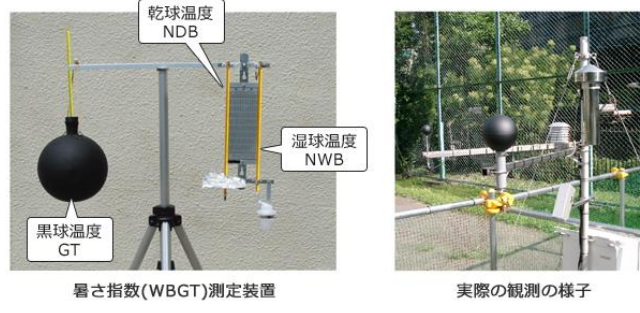 乾球温度
NDB
湿球温度
NWB
黒球温度
GT
暑さ指数(WBGT)測定装置
実際の観測の様子